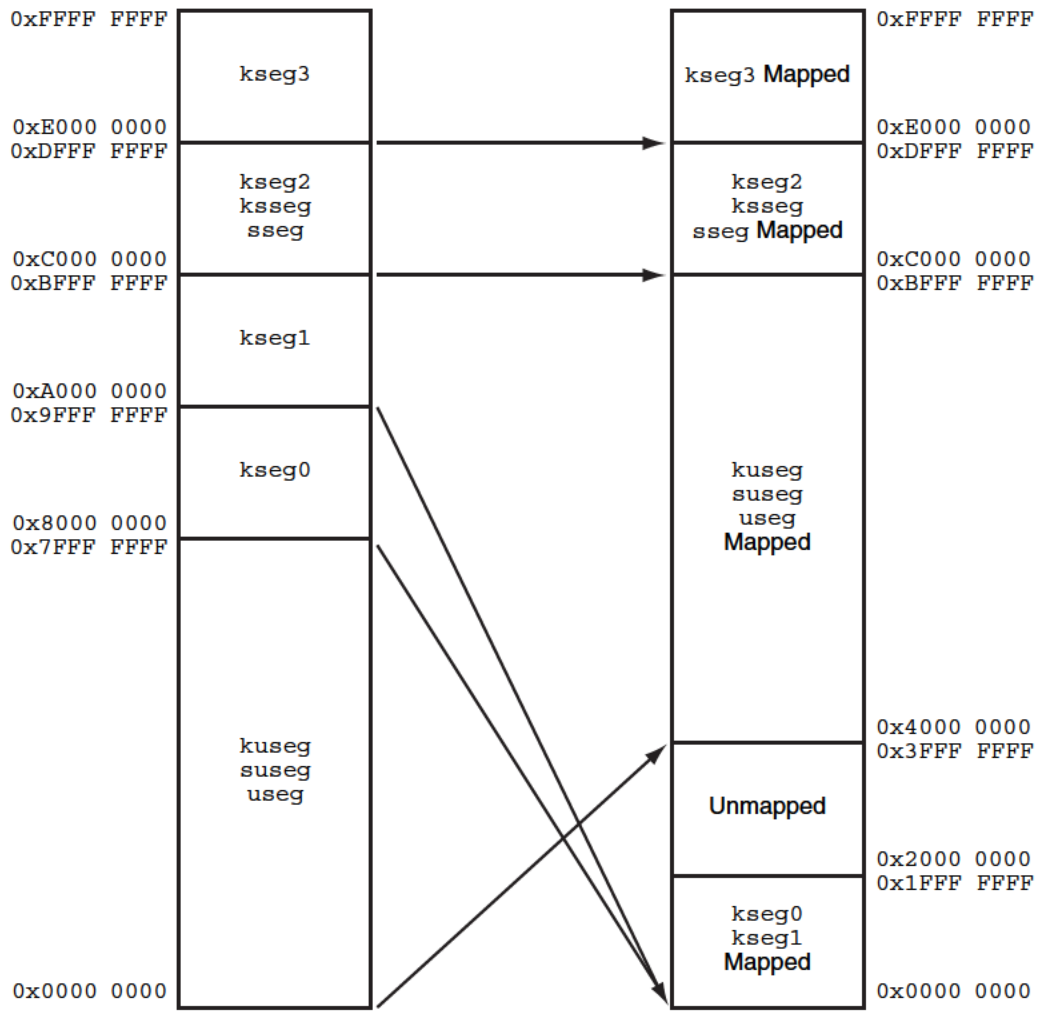 0xFFFF FFFF
kseg3
0xE000 0000
0xDFFF FFFF
kseg2
ksseg
sseg
0xC000 0000
0xBFFF FFFF
kseg1
0xA000 0000
0x9FFF FFFF
kseg0
0x8000 0000
0x7FFF FFFF
kuseg
suseg
useg
0x0000 0000
0xFFFF FFFF
kseg3 Mapped
0xE000 0000
0xDFFF FFFF
kseg2
ksseg
sseg Mapped
0xC000 0000
0xBFFF FFFF
kuseg
suseg
useg
Mapped
0x4000 0000
0x3FFF FFFF
Unmapped
0x2000 0000
0x1FFF FFFF
kseg0
kseg1
Mapped
0x0000 0000